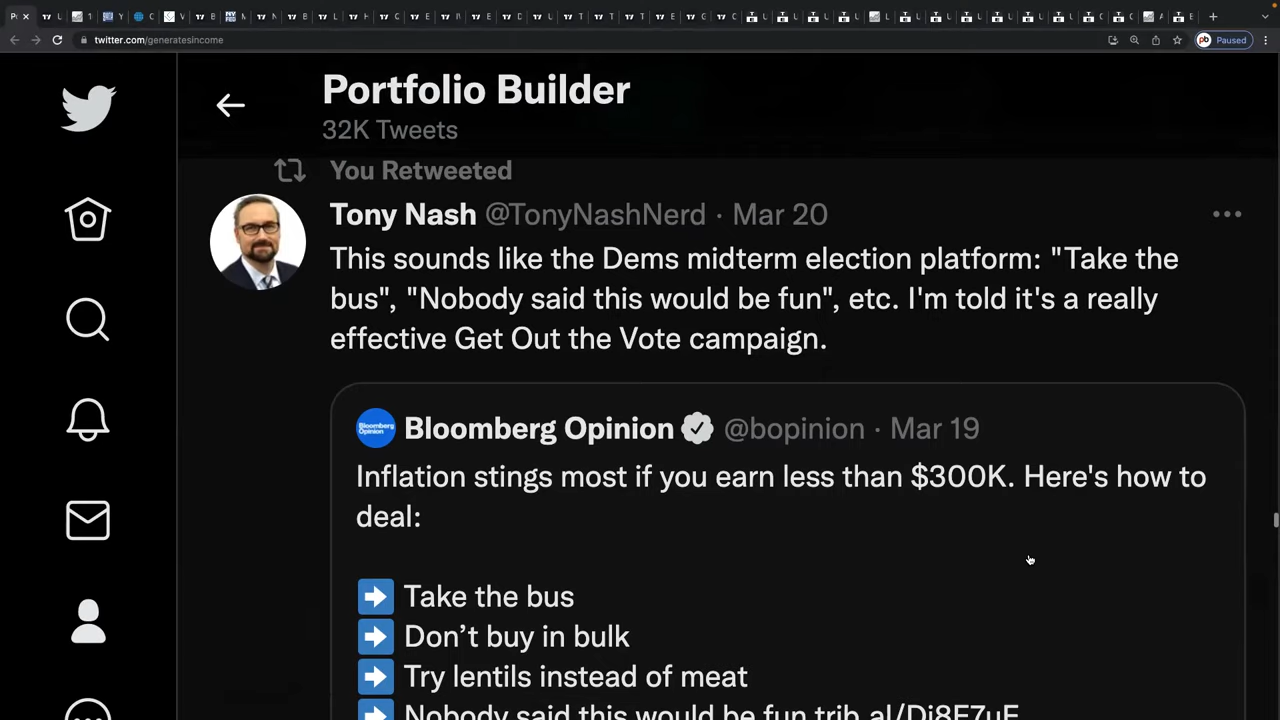 twitter.com/generatesincome
Paused
Portfolio Builder
32K Tweets
You Retweeted
Tony Nash @TonyNashNerd · Mar 20
This sounds like the Dems midterm election platform: "Take the
bus", "Nobody said this would be fun", etc. I'm told it's a really
effective Get Out the Vote campaign.
Bloomberg Opinion @bopinion · Mar 19
Inflation stings most if you earn less than $300K. Here's how to
deal:
Take the bus
Don’t buy in bulk
Try lentils instead of meat
Nobody said this would be fun